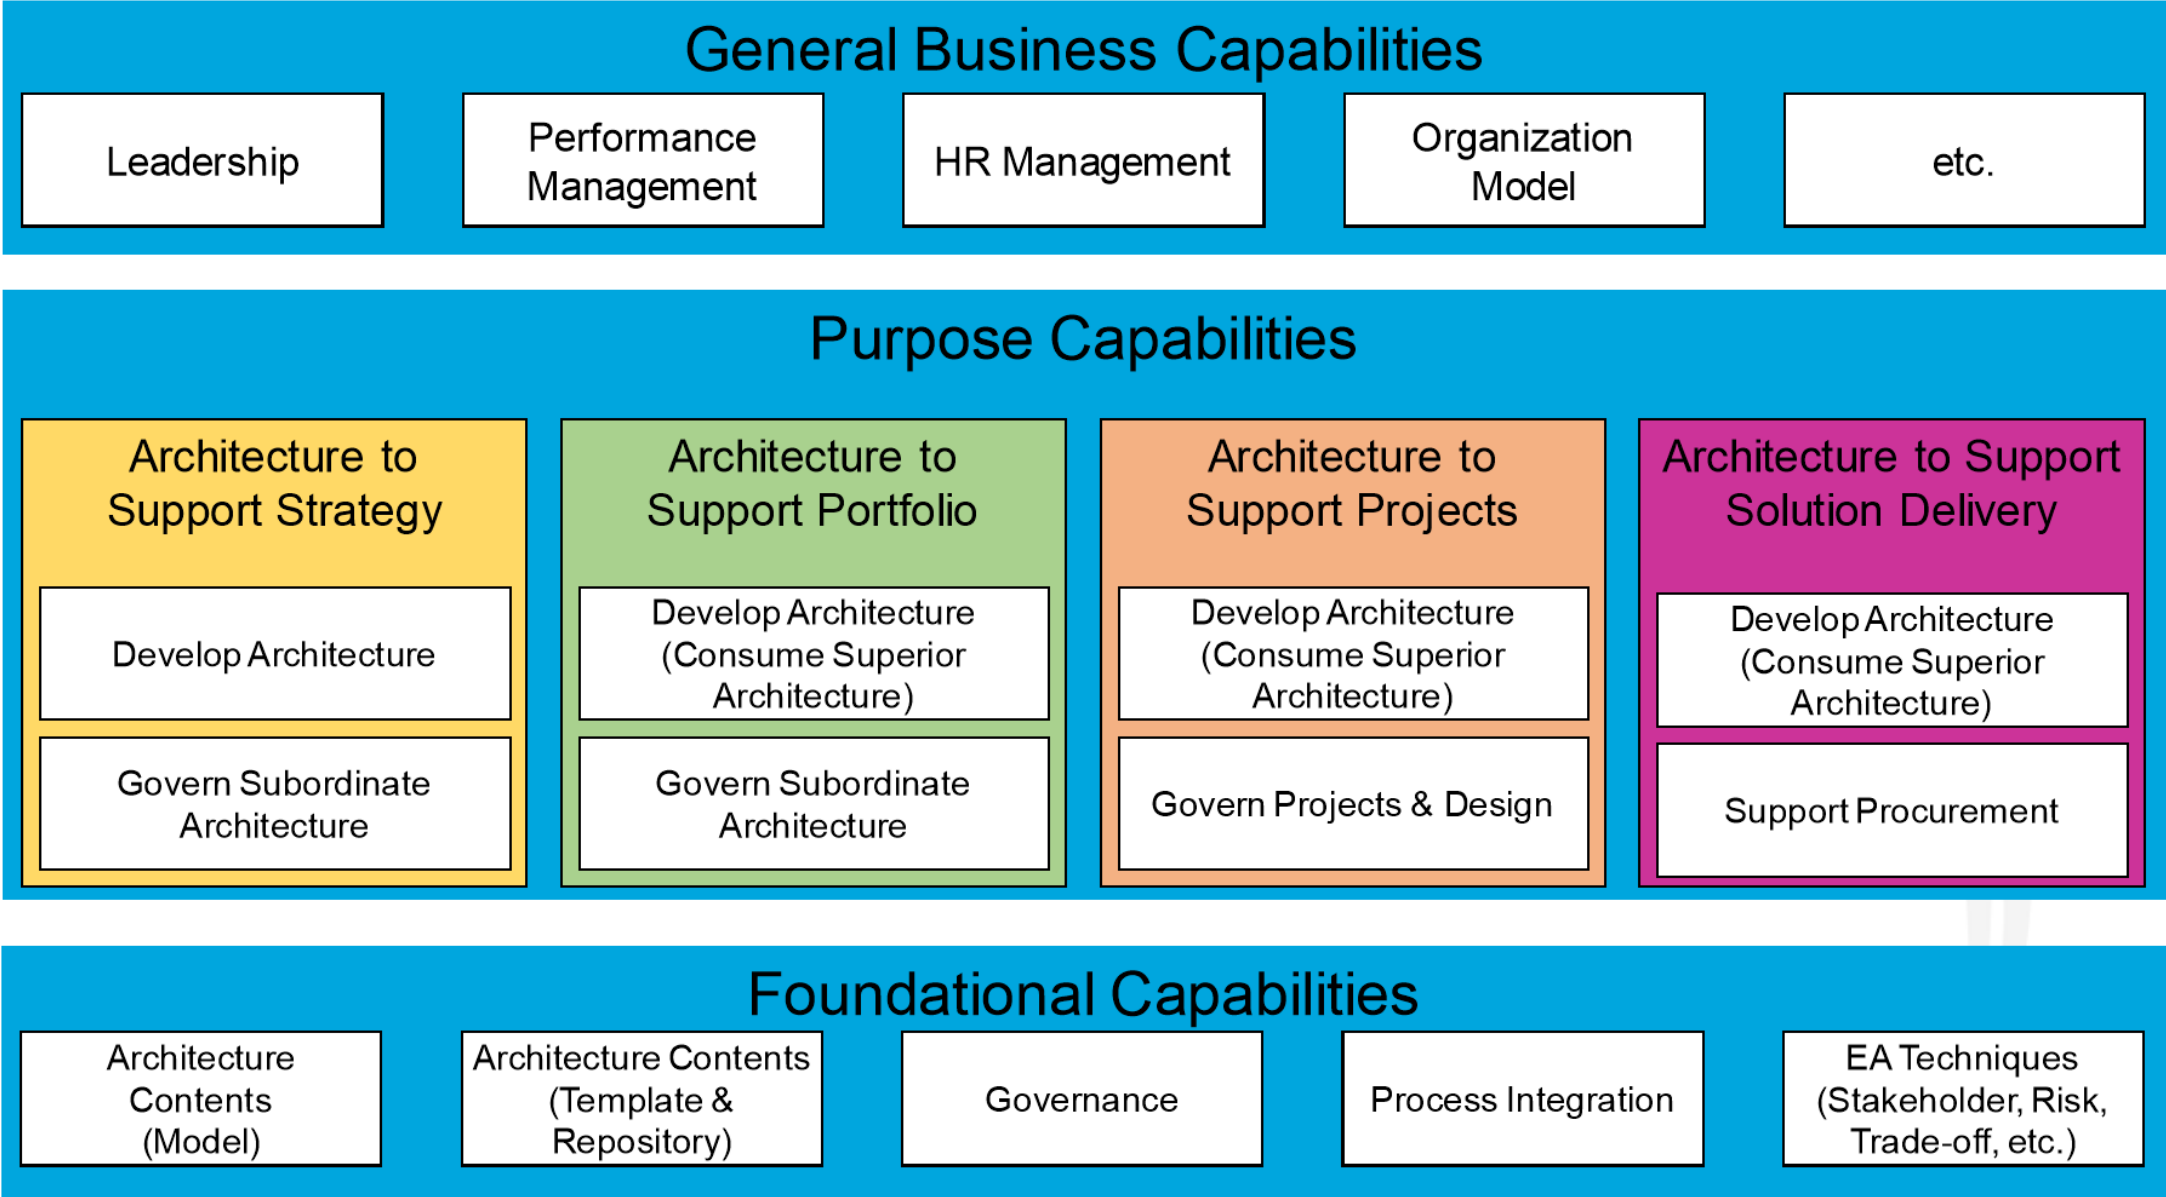 General Business Capabilities
Leadership
Performance
Management
HR Management
Organization
Model
etc.
Purpose Capabilities
Architecture to
Support Strategy
Develop Architecture
Govern Subordinate
Architecture
Architecture to
Support Portfolio
Develop Architecture
(Consume Superior
Architecture)
Govern Subordinate
Architecture
Architecture to
Support Projects
Develop Architecture
(Consume Superior
Architecture)
Govern Projects & Design
Architecture to Support
Solution Delivery
Develop Architecture
(Consume Superior
Architecture)
Support Procurement
Foundational Capabilities
Architecture
Contents
(Model)
Architecture Contents
(Template &
Repository)
Governance
Process Integration
EA Techniques
(Stakeholder, Risk,
Trade-off, etc.)